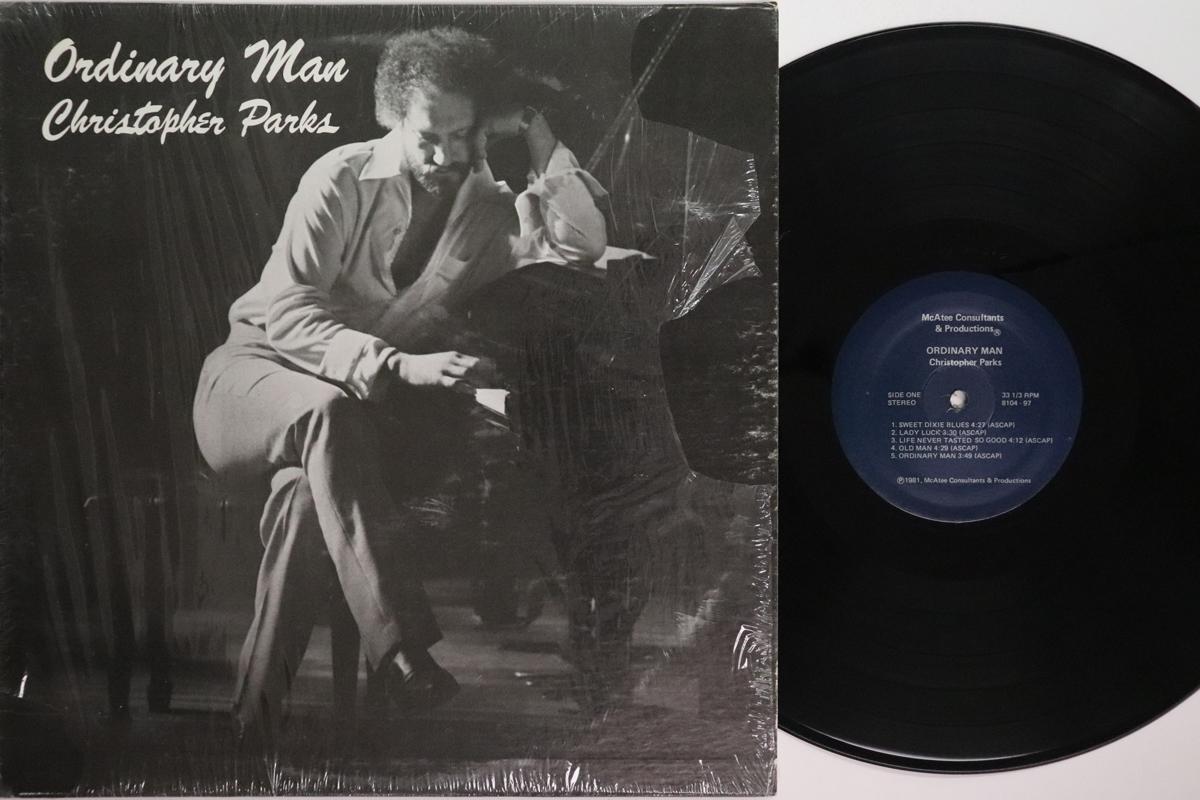 Ordinary Man
Christopher Parks
McAtee Consultants
& Productions®
ORDINARY MAN
Christopher Parks
SIDE ONE
STEREO
33 1/3 RPM
8104 - 97
1. SWEET DIXIE BLUES 4:27 (ASCAP)
2. LADY LUCK 3:30 (ASCAP)
3. LIFE NEVER TASTED SO GOOD 4:12 (ASCAP)
4. OLD MAN 4:29 (ASCAP)
5. ORDINARY MAN 3:49 (ASCAP)
℗1981, McAtee Consultants & Productions